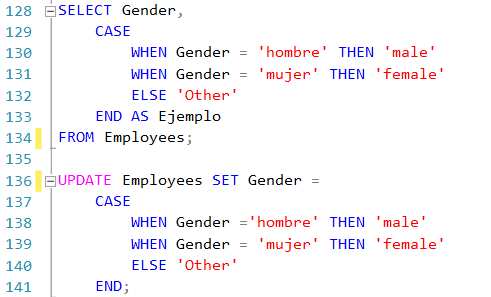 128 SELECT Gender,
129 CASE
130 WHEN Gender = 'hombre' THEN 'male'
131 WHEN Gender = 'mujer' THEN 'female'
132 ELSE 'Other'
133 END AS Ejemplo
134 FROM Employees;
135
136 UPDATE Employees SET Gender =
137 CASE
138 WHEN Gender ='hombre' THEN 'male'
139 WHEN Gender = 'mujer' THEN 'female'
140 ELSE 'Other'
141 END;